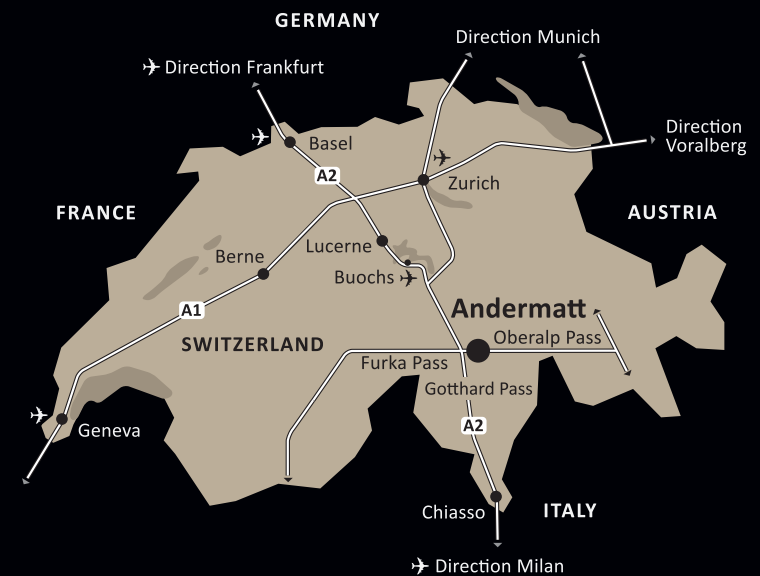 GERMANY
Direction Munich
Direction Frankfurt
Direction
Voralberg
Basel
A2
Zurich
FRANCE
AUSTRIA
Lucerne
Berne
Buochs
A1
Andermatt
SWITZERLAND
Oberalp Pass
Furka Pass
Gotthard Pass
A2
Geneva
Chiasso
ITALY
Direction Milan